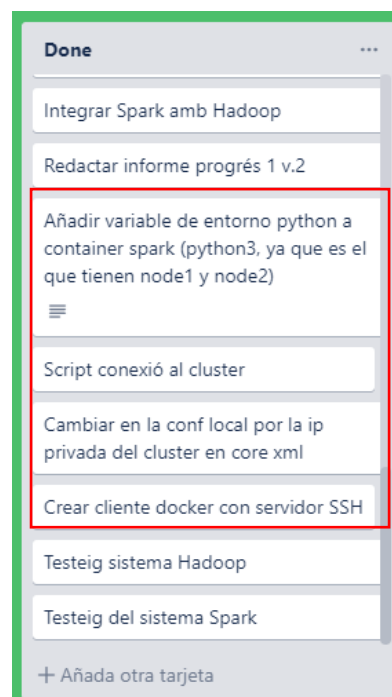 Done
Integrar Spark amb Hadoop
Redactar informe progrés 1 v.2
Añadir variable de entorno python a
container spark (python3, ya que es el
que tienen node1 y node2)
Script conexió al cluster
Cambiar en la conf local por la ip
privada del cluster en core xml
Crear cliente docker con servidor SSH
Testeig sistema Hadoop
Testeig del sistema Spark
+ Añada otra tarjeta